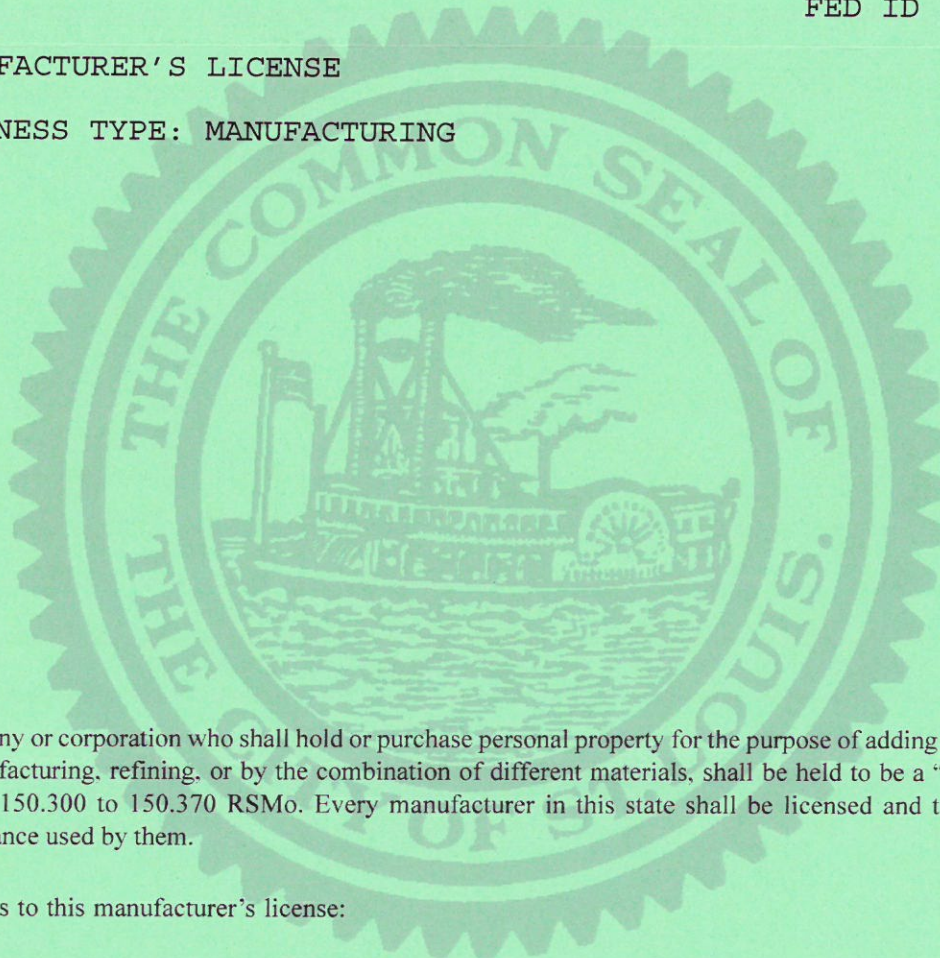 FED ID
FACTURER'S LICENSE
NESS TYPE: MANUFACTURING
THE COMMON SEAL OF
THE CITY OF ST. LOUIS.
ny or corporation who shall hold or purchase personal property for the purpose of adding
facturing, refining, or by the combination of different materials, shall be held to be a "
150.300 to 150.370 RSMo. Every manufacturer in this state shall be licensed and t
ance used by them.
s to this manufacturer's license: